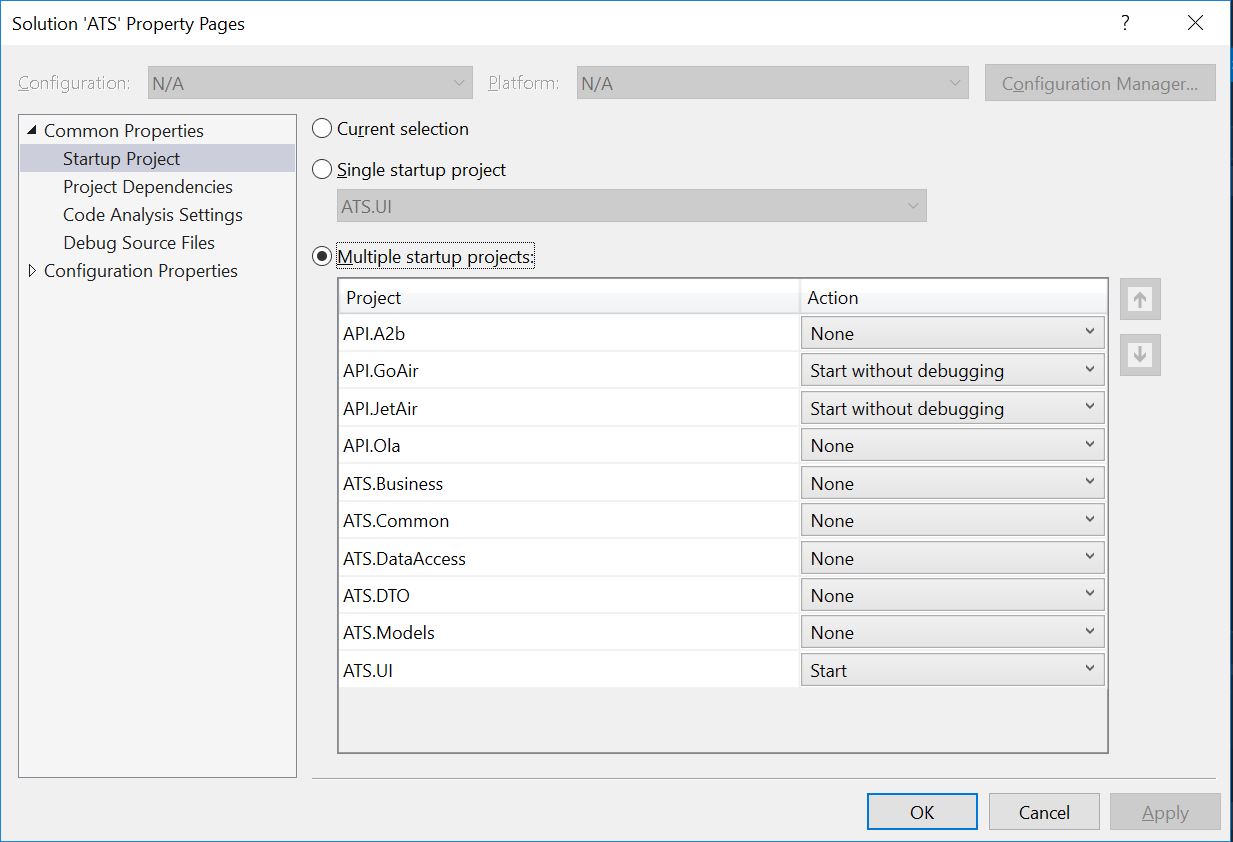 Solution 'ATS' Property Pages
?
Configuration: N/A Platform: N/A Configuration Manager...
Common Properties
Startup Project
Project Dependencies
Code Analysis Settings
Debug Source Files
Configuration Properties
Current selection
Single startup project
ATS.UI
Multiple startup projects:
Project Action
API.A2b None
API.GoAir Start without debugging
API.JetAir Start without debugging
API.Ola None
ATS.Business None
ATS.Common None
ATS.DataAccess None
ATS.DTO None
ATS.Models None
ATS.UI Start
OK Cancel Apply